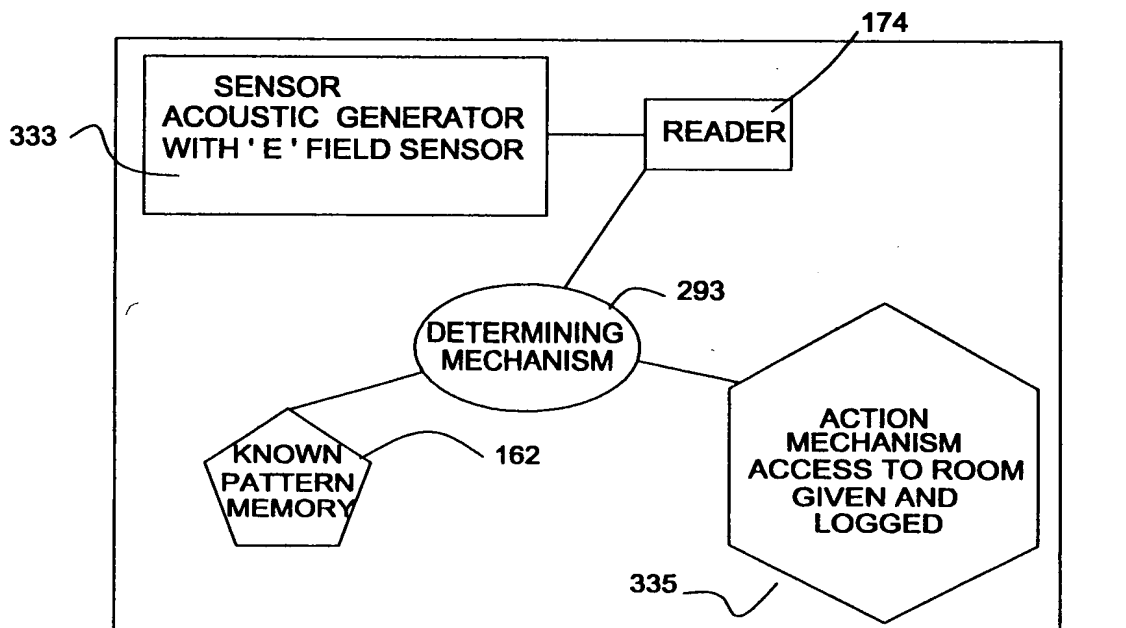 174
SENSOR
ACOUSTIC GENERATOR
WITH ' E ' FIELD SENSOR
333
READER
293
DETERMINING
MECHANISM
KNOWN
PATTERN
MEMORY
162
ACTION
MECHANISM
ACCESS TO ROOM
GIVEN AND
LOGGED
335